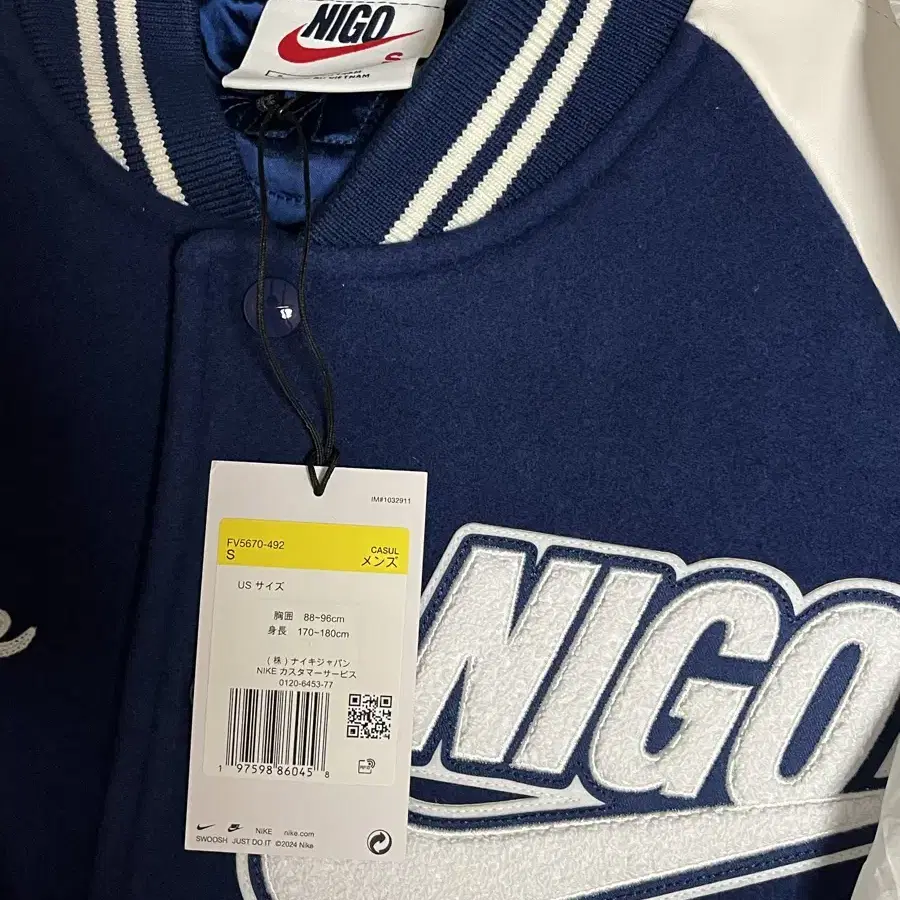 NIGO
S
VIETNAM
IM#1032911
FV5670-492
S
CASUL
メンズ
US サイズ
胸囲 88~96cm
身長 170~180cm
(株)ナイキジャパン
NIKE カスタマーサービス
0120-6453-77
1 97598 86045 8
NIKE nike.com
SWOOSH JUST DO IT ©2024 Nike
NIGO